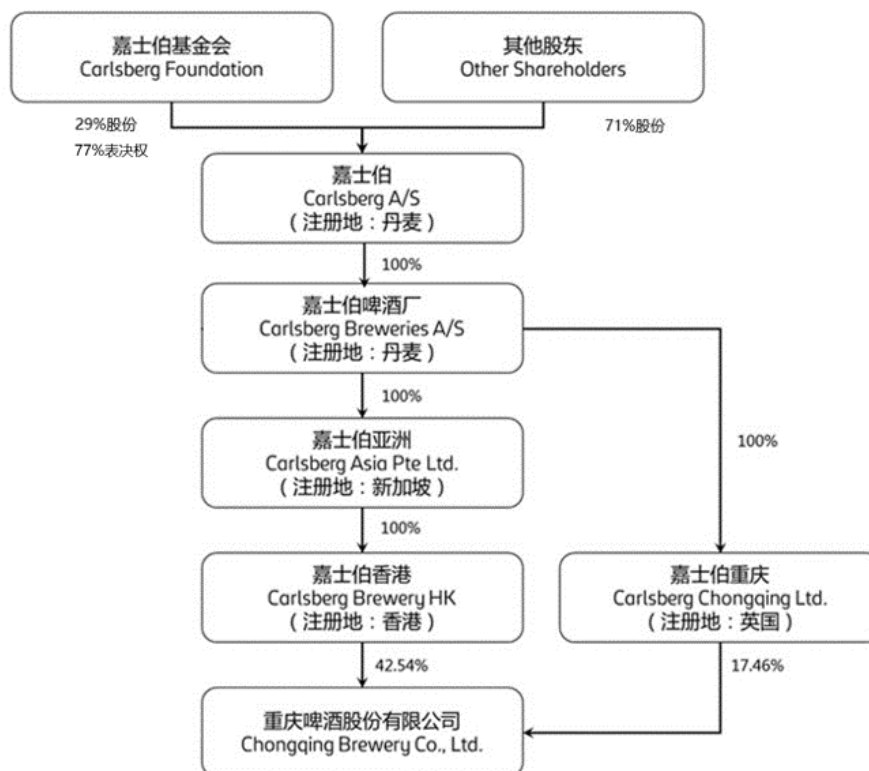 嘉士伯基金会
Carlsberg Foundation
其他股东
Other Shareholders
29%股份
77%表决权
71%股份
嘉士伯
Carlsberg A/S
（注册地：丹麦）
100%
嘉士伯啤酒厂
Carlsberg Breweries A/S
（注册地：丹麦）
100%
100%
嘉士伯亚洲
Carlsberg Asia Pte Ltd.
（注册地：新加坡）
100%
嘉士伯香港
Carlsberg Brewery HK
（注册地：香港）
嘉士伯重庆
Carlsberg Chongqing Ltd.
（注册地：英国）
42.54%
17.46%
重庆啤酒股份有限公司
Chongqing Brewery Co., Ltd.